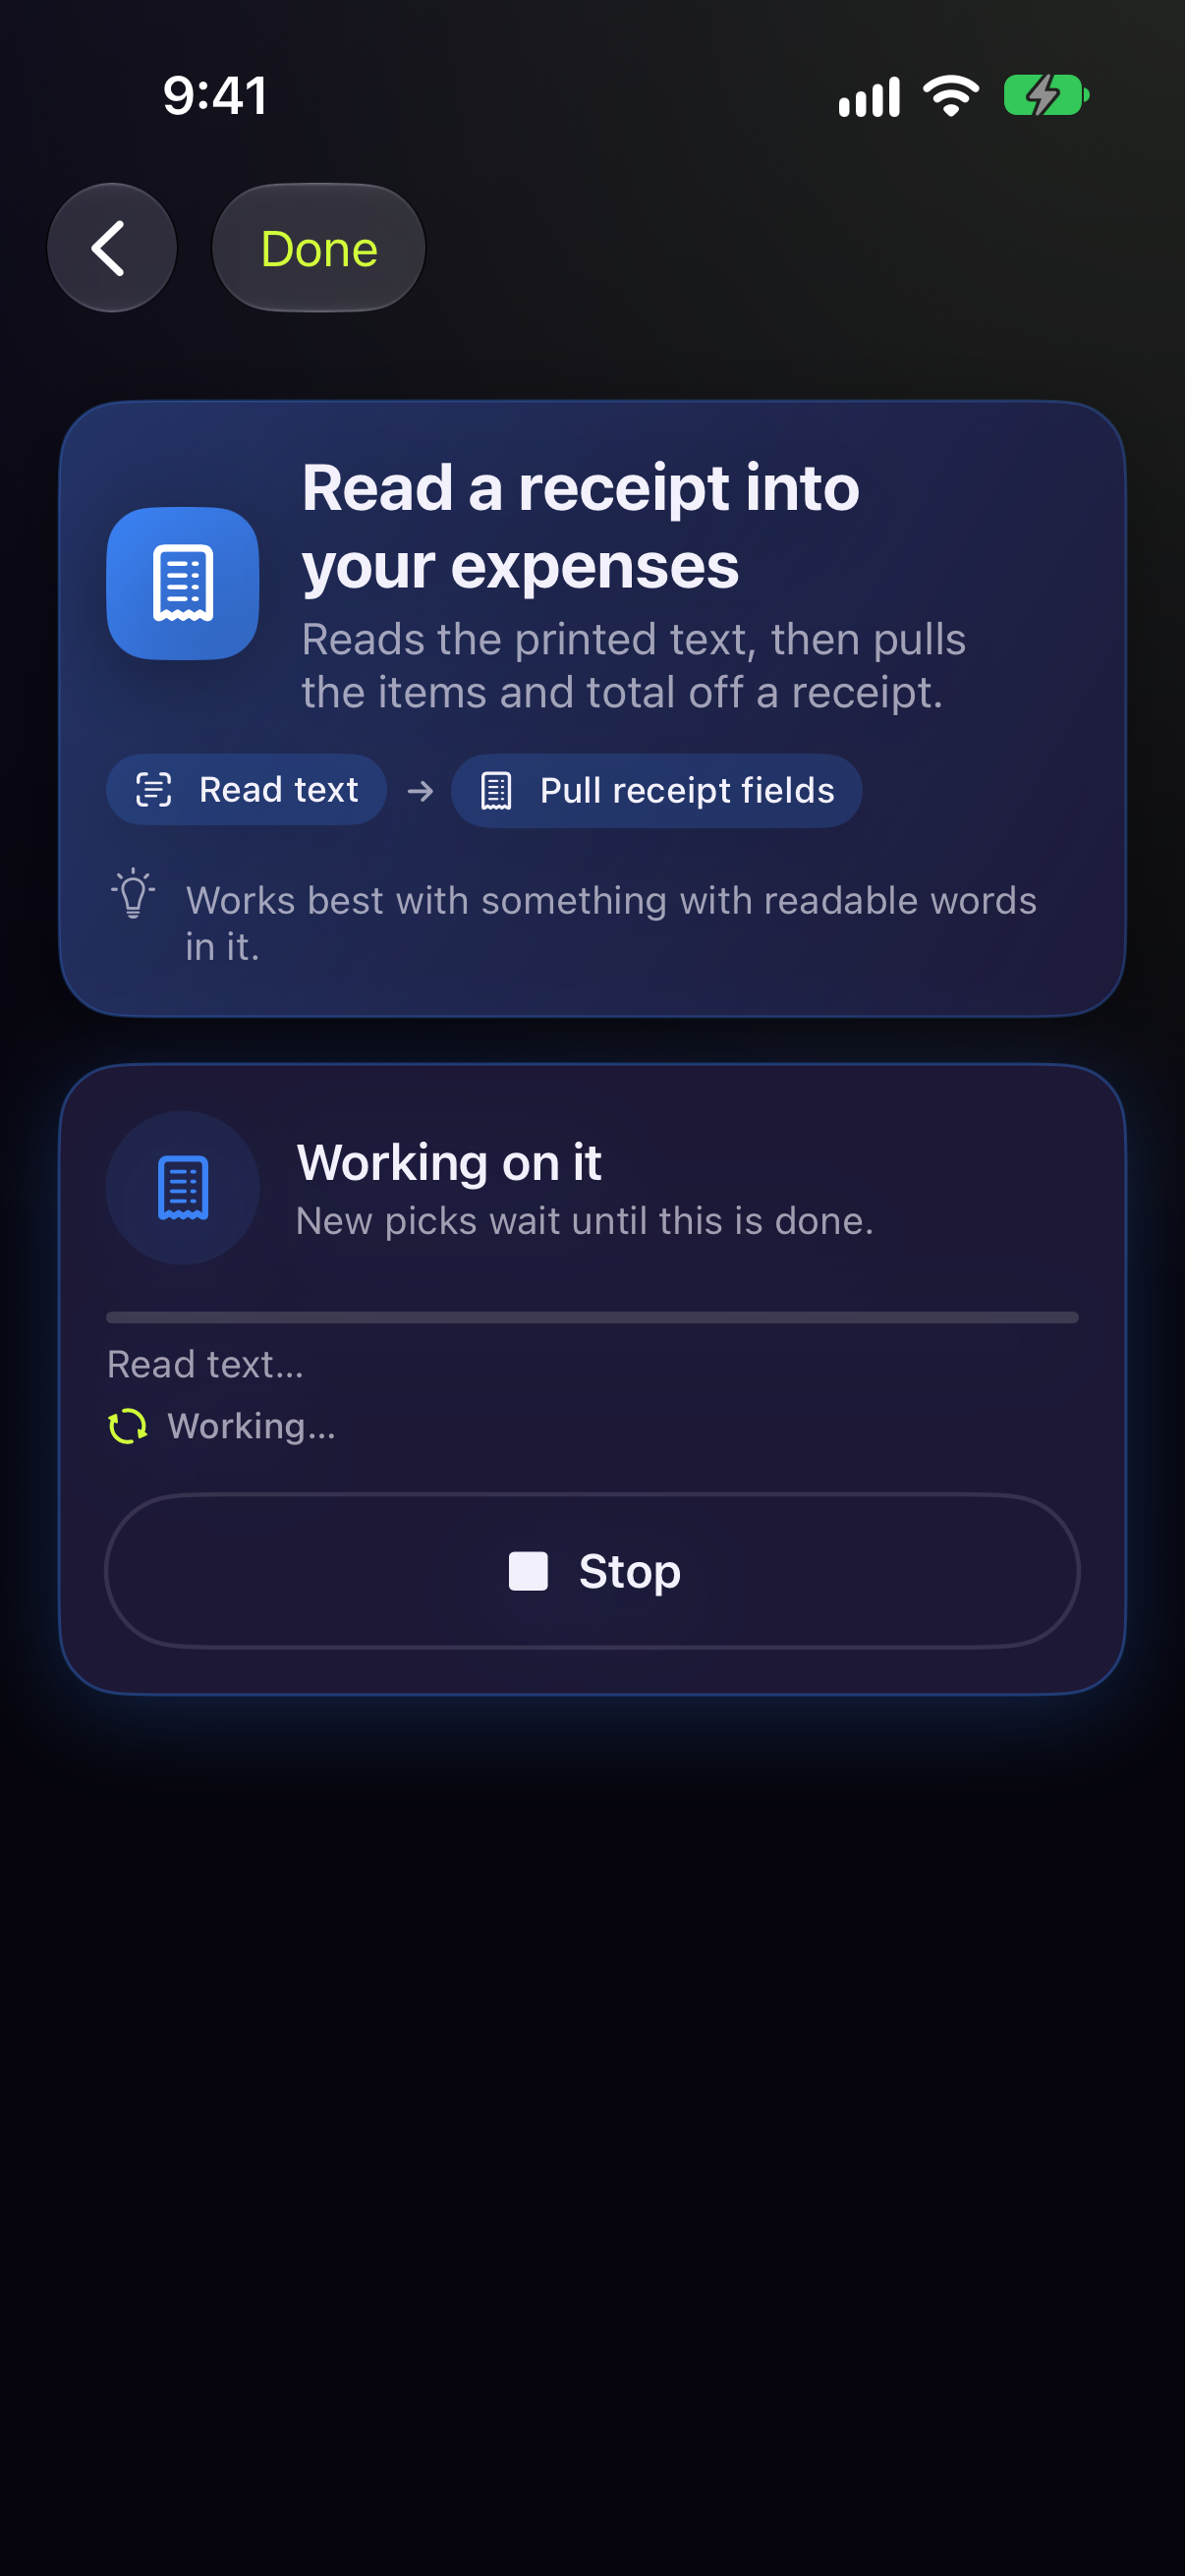 9:41
Done
Read a receipt into
your expenses
Reads the printed text, then pulls
the items and total off a receipt.
Read text → Pull receipt fields
Works best with something with readable words
in it.
Working on it
New picks wait until this is done.
Read text...
Working...
Stop